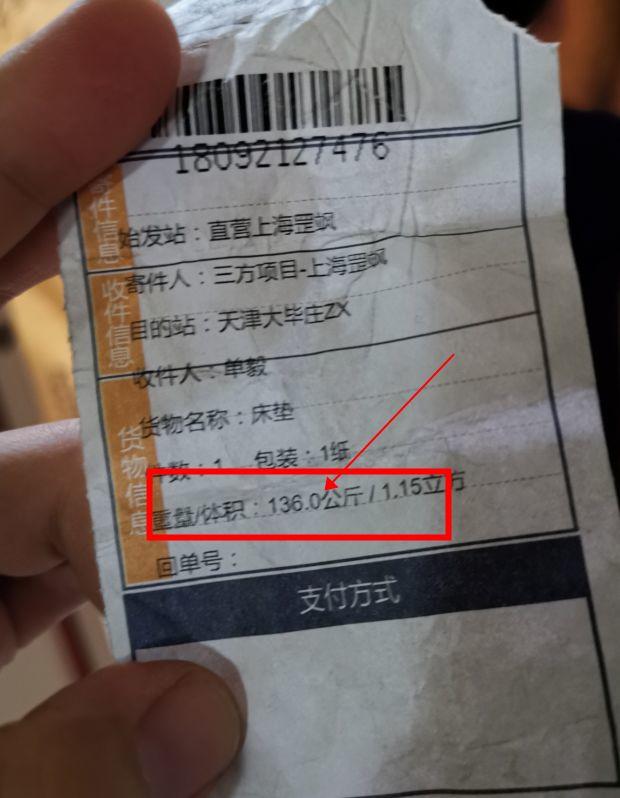 18092127476
寄件信息
始发站：直营上海罡飒
寄件人：三方项目-上海罡飒
收件信息
目的站：天津大毕庄ZX
收件人：单毅
货物信息
货物名称：床垫
件数：1 包装：1纸
重量/体积：136.0公斤 / 1.15立方
回单号：
支付方式